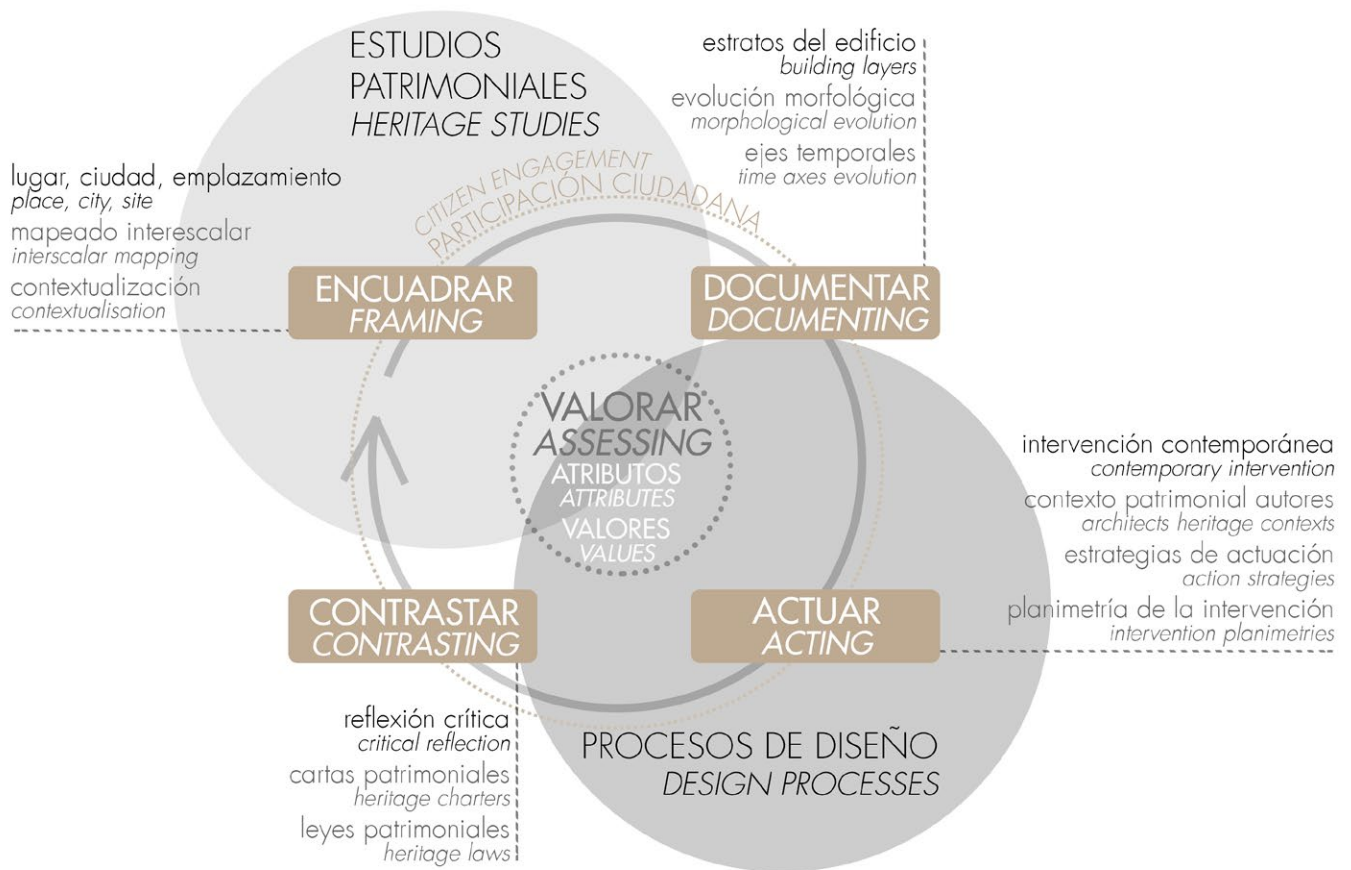 ESTUDIOS
PATRIMONIALES
HERITAGE STUDIES
estratos del edificio
building layers
evolución morfológica
morphological evolution
ejes temporales
time axes evolution
lugar, ciudad, emplazamiento
place, city, site
mapeado interescalar
interscalar mapping
contextualización
contextualisation
CITIZEN ENGAGEMENT
PARTICIPACIÓN CIUDADANA
ENCUADRAR
FRAMING
DOCUMENTAR
DOCUMENTING
VALORAR
ASSESSING
ATRIBUTOS
ATTRIBUTES
VALORES
VALUES
intervención contemporánea
contemporary intervention
contexto patrimonial autores
architects heritage contexts
estrategias de actuación
action strategies
planimetría de la intervención
intervention planimetries
CONTRASTAR
CONTRASTING
ACTUAR
ACTING
reflexión crítica
critical reflection
cartas patrimoniales
heritage charters
leyes patrimoniales
heritage laws
PROCESOS DE DISEÑO
DESIGN PROCESSES